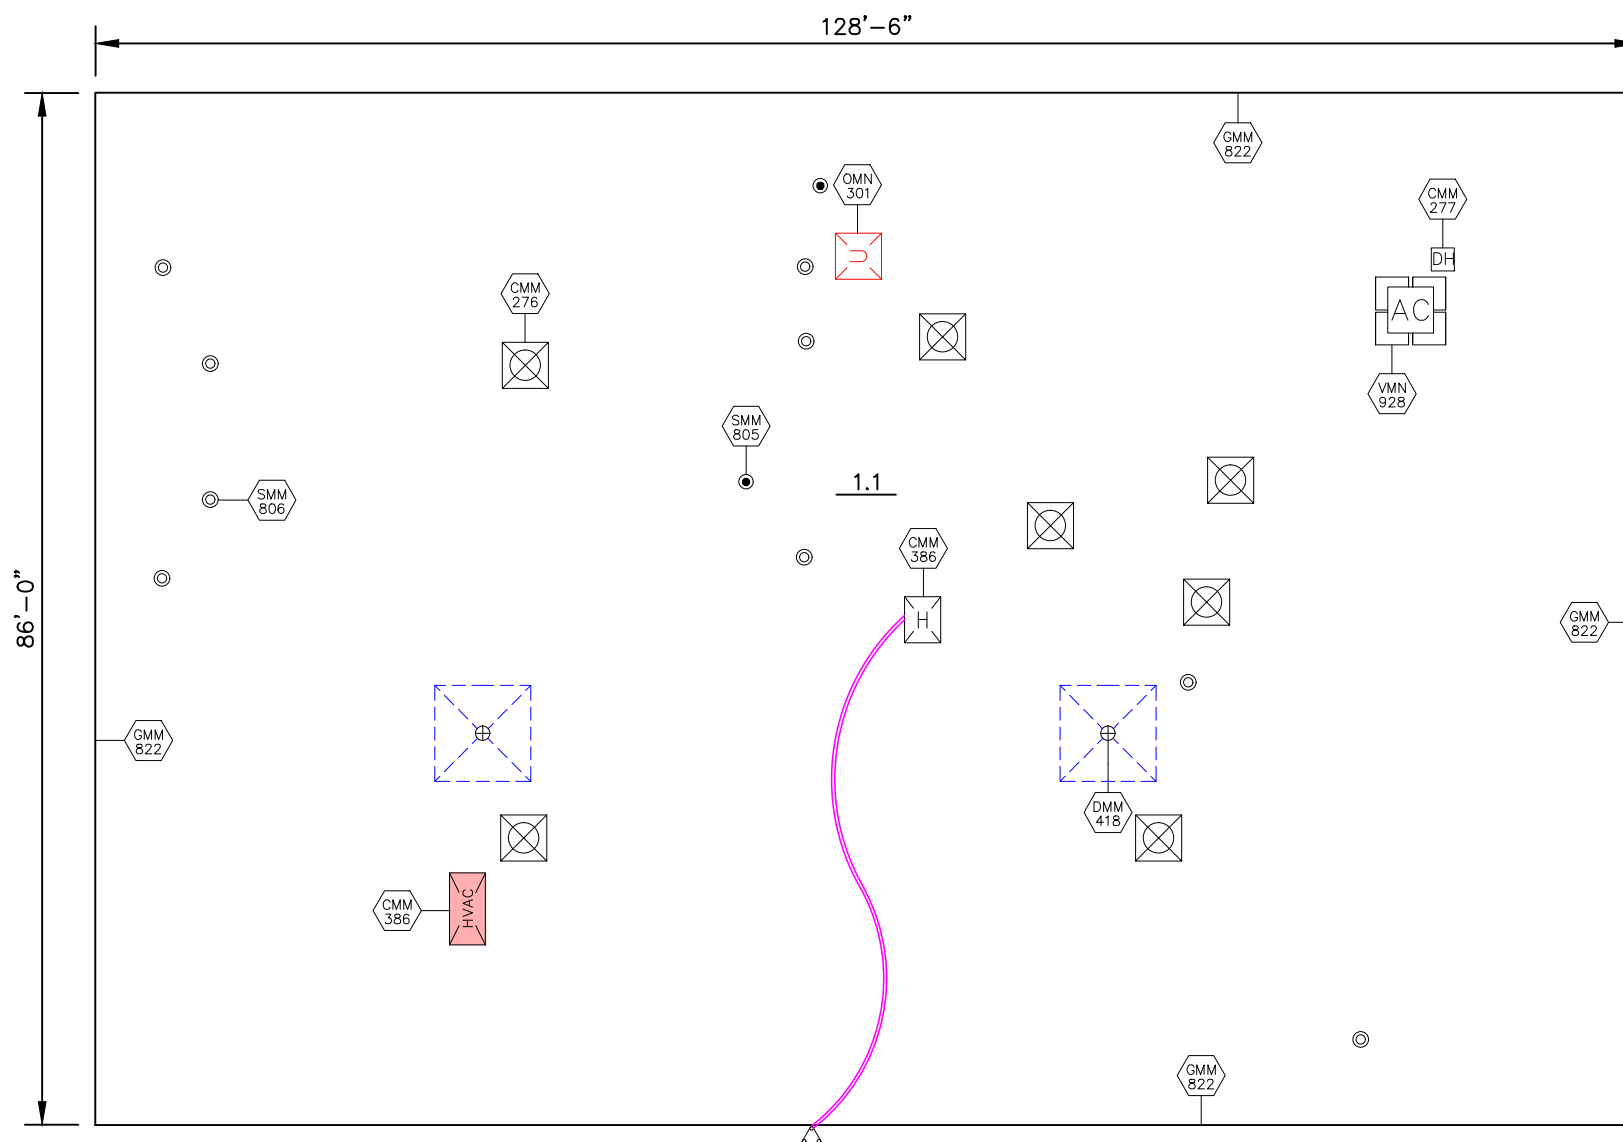 128'-6"
GMM
822
OMN
301
CMM
277
U
DH
CMM
276
AC
VMN
928
SMM
805
1.1
SMM
806
CMM
386
86'-0"
H
GMM
822
GMM
822
DMM
418
CMM
386
HVAC
GMM
822